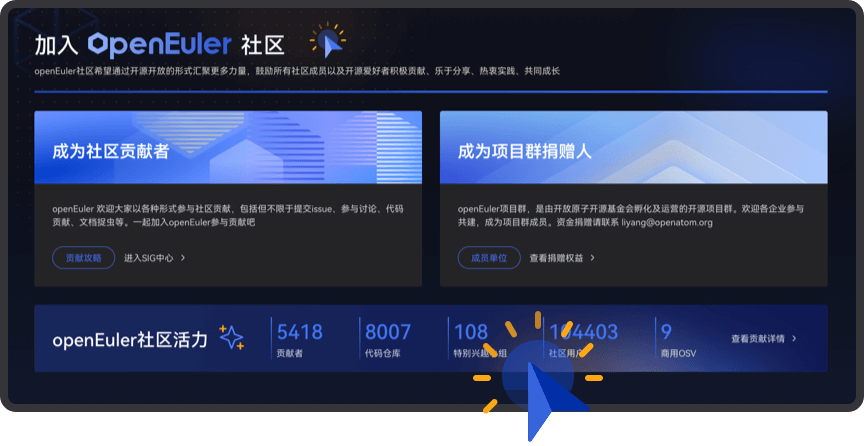 加入 OpenEuler 社区
openEuler社区希望通过开源开放的形式汇聚更多力量，鼓励所有社区成员以及开源爱好者积极贡献、乐于分享、热衷实践、共同成长
成为社区贡献者
openEuler 欢迎大家以各种形式参与社区贡献，包括但不限于提交issue、参与讨论、代码
贡献、文档捉虫等。一起加入openEuler参与贡献吧
贡献攻略 进入SIG中心
成为项目群捐赠人
openEuler项目群，是由开放原子开源基金会孵化及运营的开源项目群。欢迎各企业参与
共建，成为项目群成员。资金捐赠请联系 liyang@openatom.org
成员单位 查看捐赠权益
openEuler社区活力
5418
贡献者
8007
代码仓库
108
特别兴趣小组
104403
社区用户
9
商用OSV
查看贡献详情